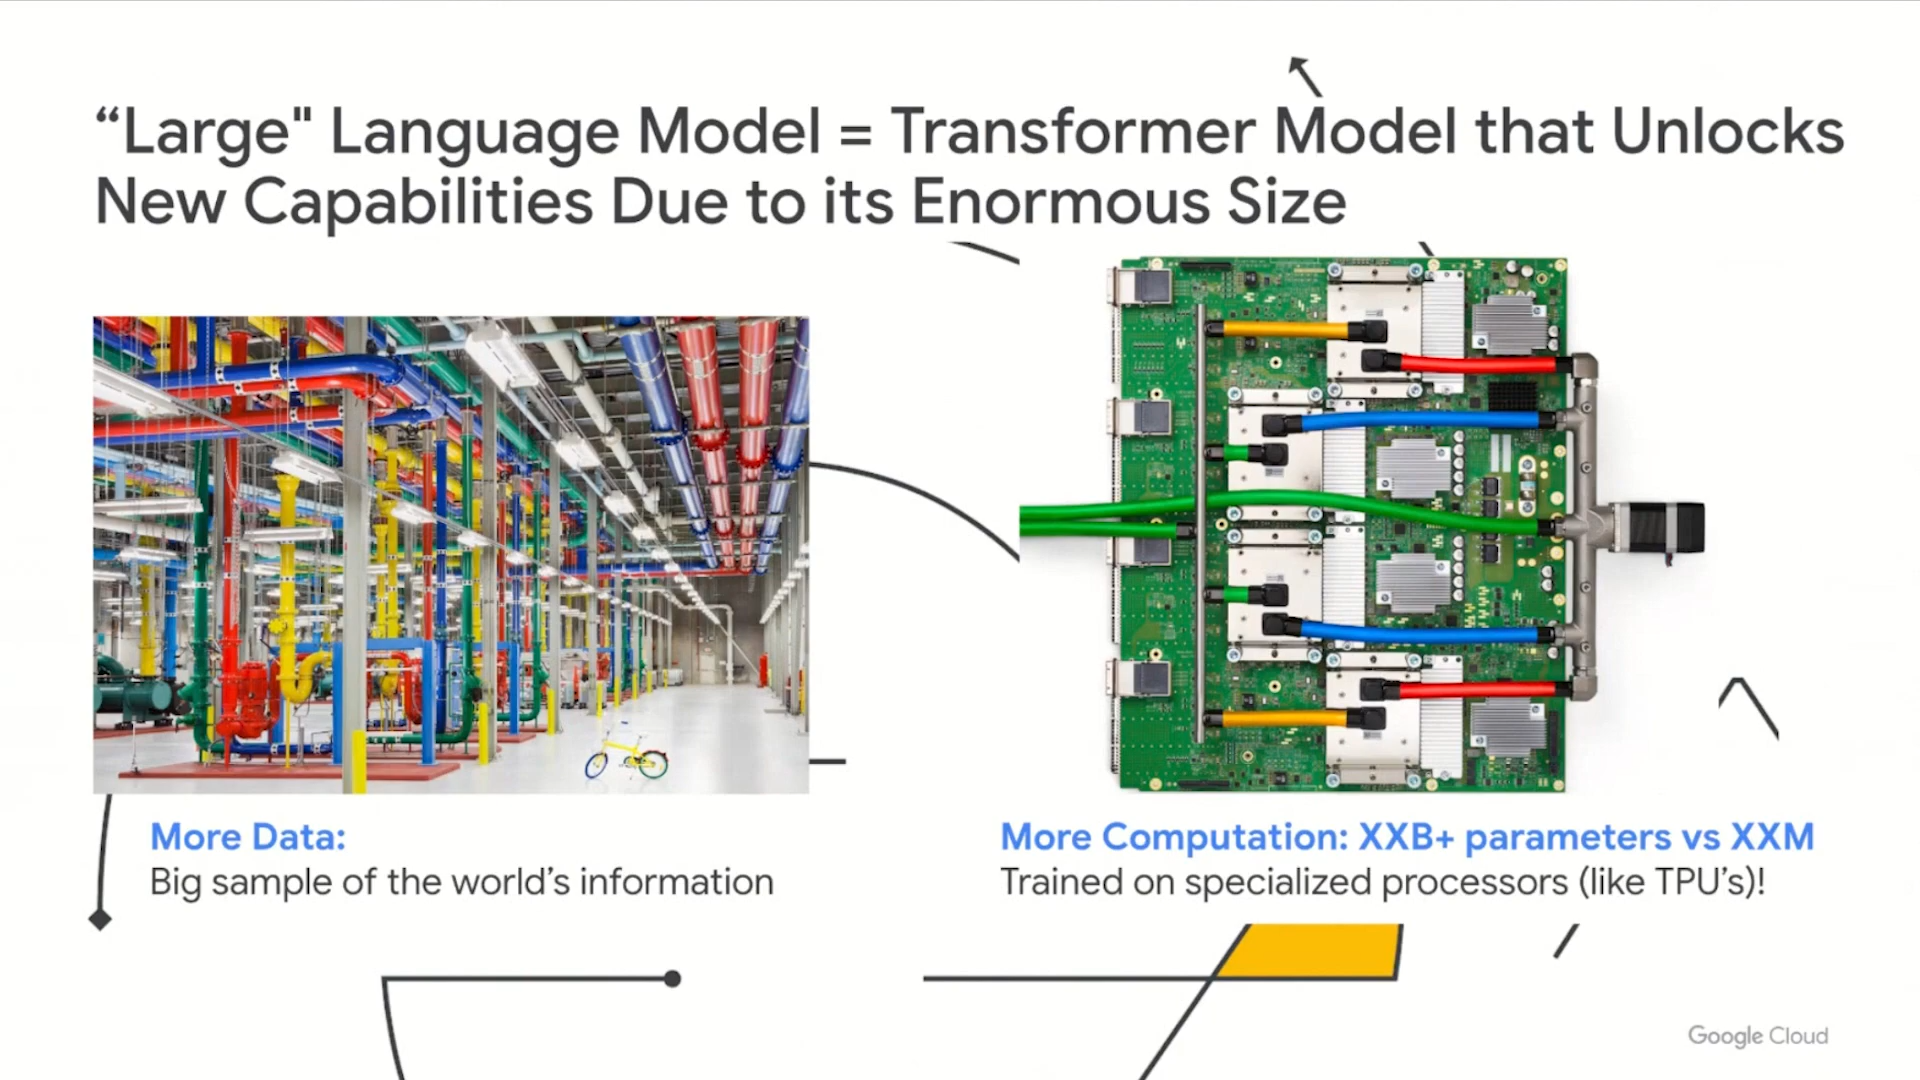 “Large" Language Model = Transformer Model that Unlocks
New Capabilities Due to its Enormous Size
More Data:
Big sample of the world’s information
More Computation: XXB+ parameters vs XXM
Trained on specialized processors (like TPU’s)!
Google Cloud